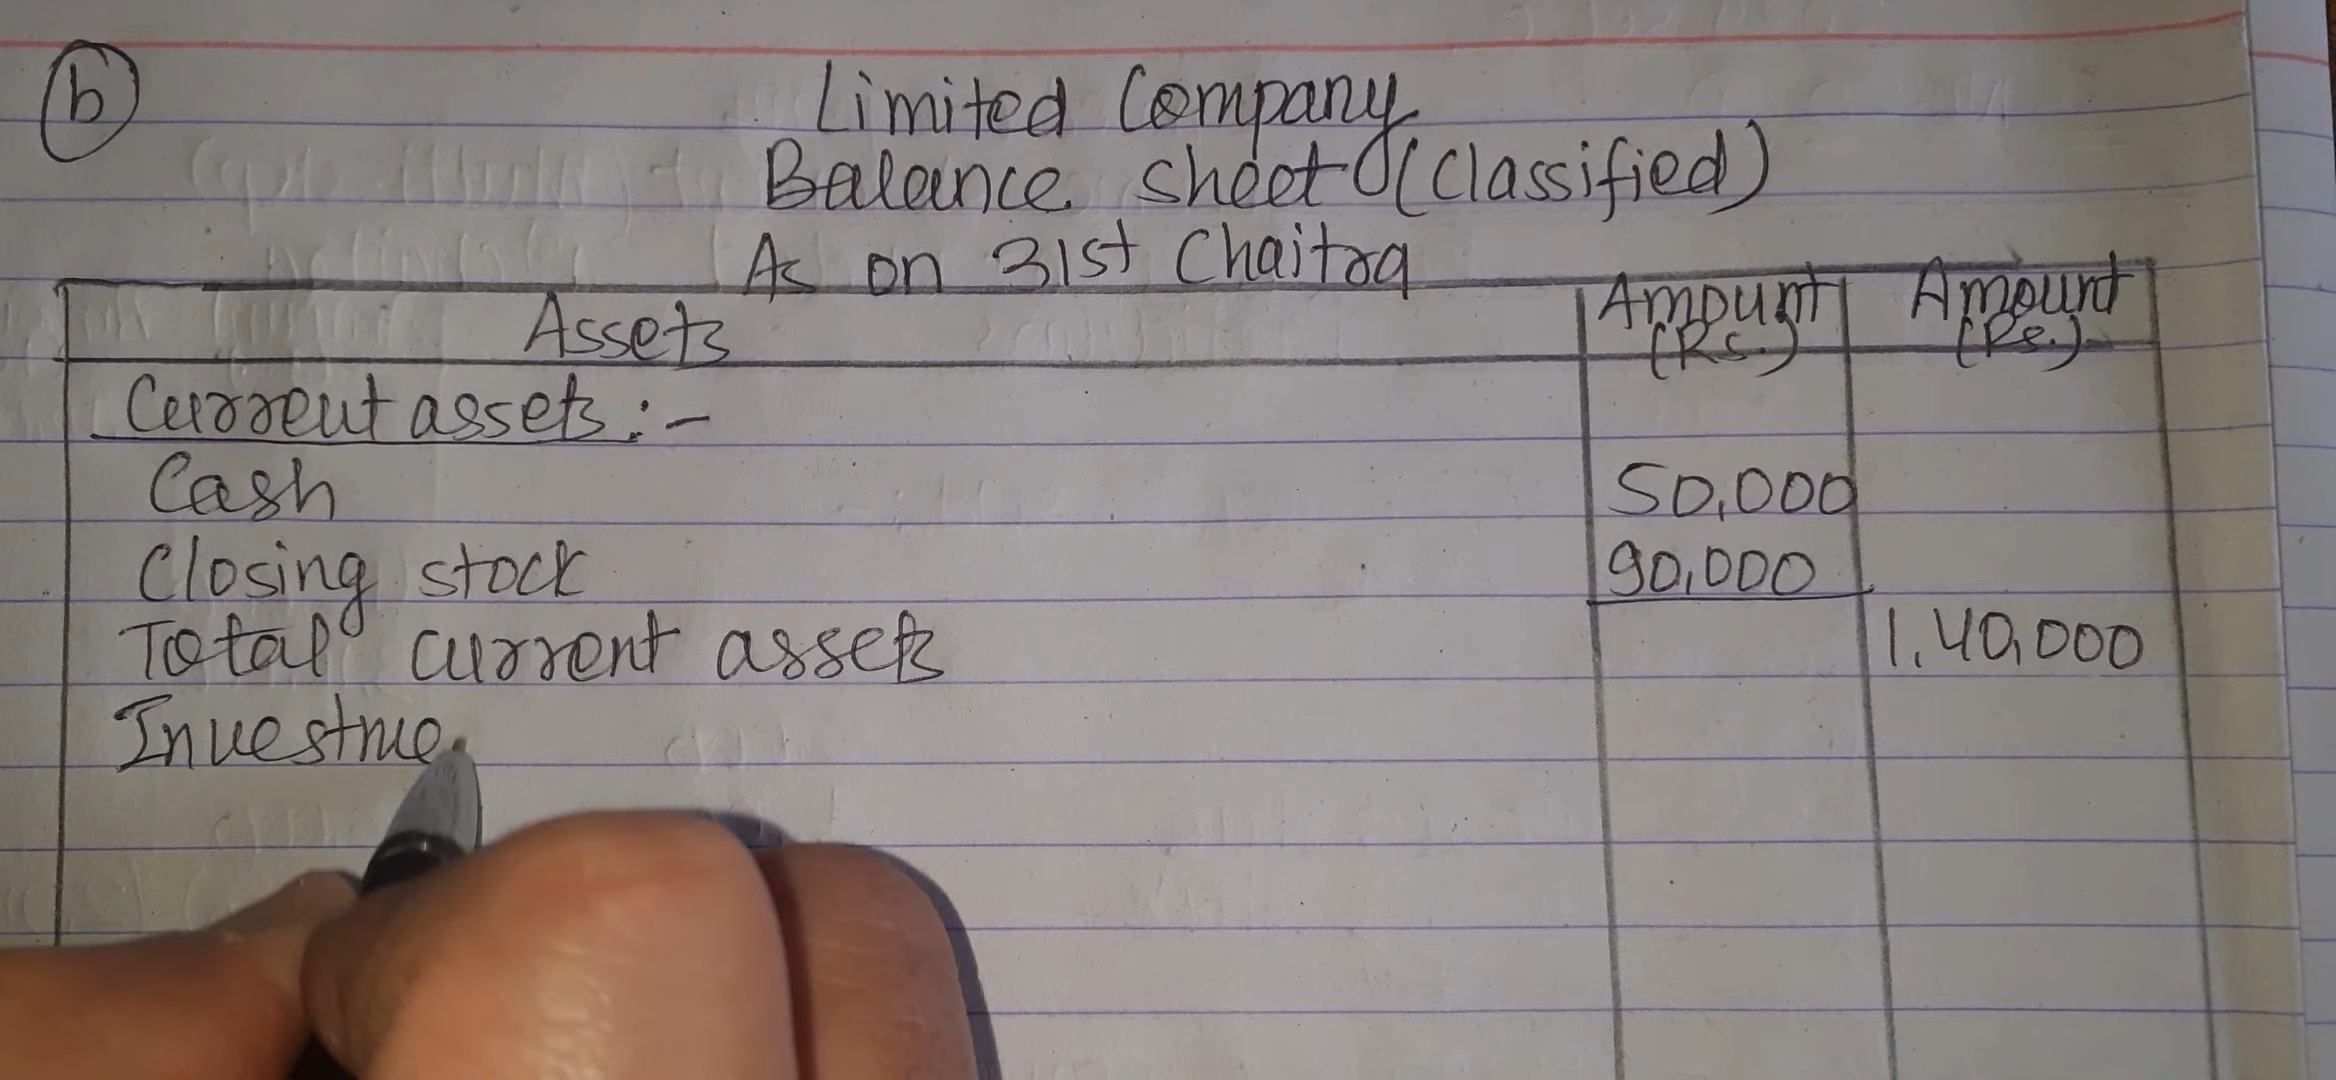 b
Limited Company
Balance sheet (Classified)
As on 31st Chaitra
Assets Amount (Rs.) Amount (Rs.)
Current assets :-
Cash 50,000
Closing stock 90,000
Total current assets 1,40,000
Investme